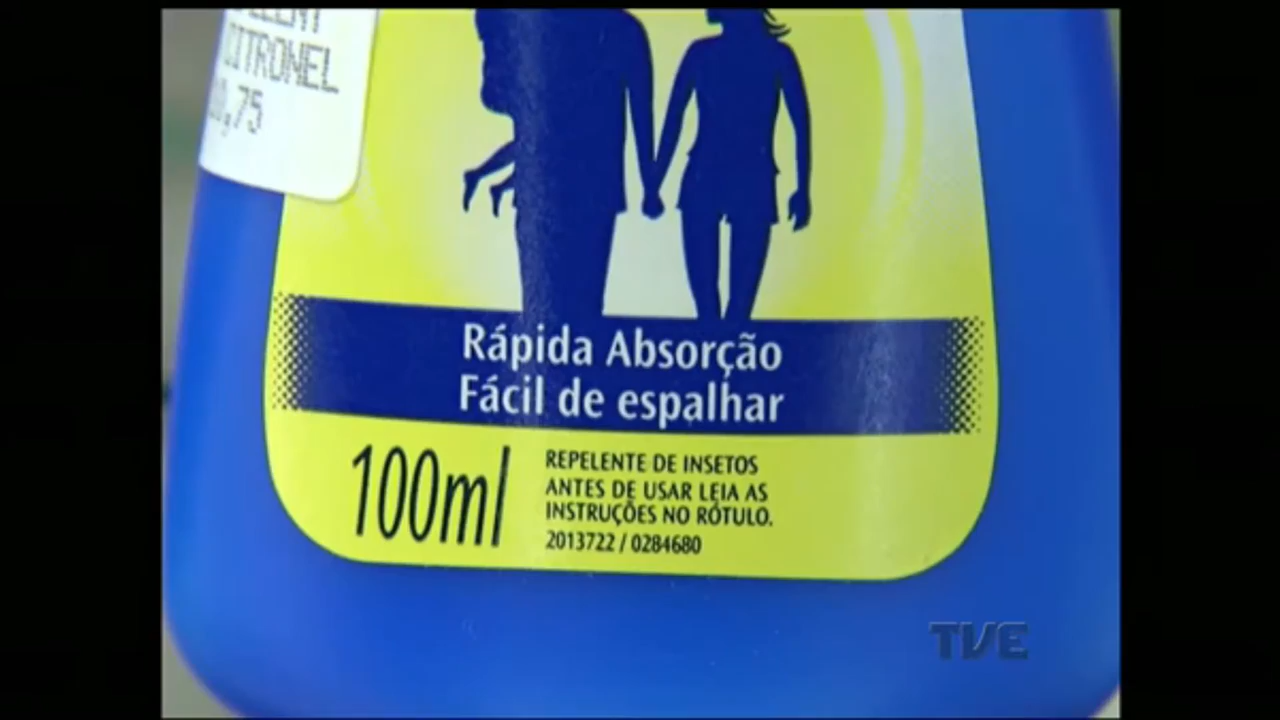 CITRONEL
,75
Rápida Absorção
Fácil de espalhar
100ml
REPELENTE DE INSETOS
ANTES DE USAR LEIA AS
INSTRUÇÕES NO RÓTULO.
2013722 / 0284680
TVE